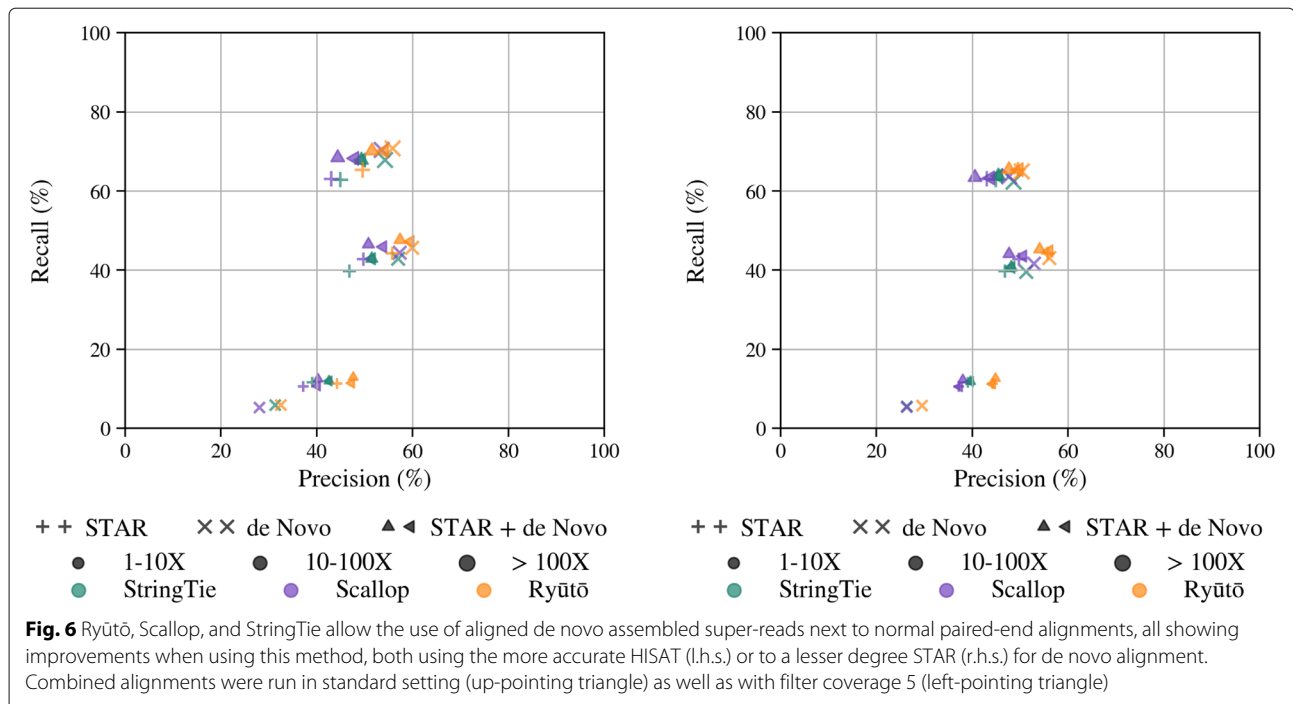 100
80
60
40
20
0
Recall (%)
0 20 40 60 80 100
Precision (%)
STAR de Novo STAR + de Novo
1-10X 10-100X > 100X
StringTie Scallop Ryūtō
100
80
60
40
20
0
Recall (%)
0 20 40 60 80 100
Precision (%)
STAR de Novo STAR + de Novo
1-10X 10-100X > 100X
StringTie Scallop Ryūtō
Fig. 6 Ryūtō, Scallop, and StringTie allow the use of aligned de novo assembled super-reads next to normal paired-end alignments, all showing
improvements when using this method, both using the more accurate HISAT (l.h.s.) or to a lesser degree STAR (r.h.s.) for de novo alignment.
Combined alignments were run in standard setting (up-pointing triangle) as well as with filter coverage 5 (left-pointing triangle)